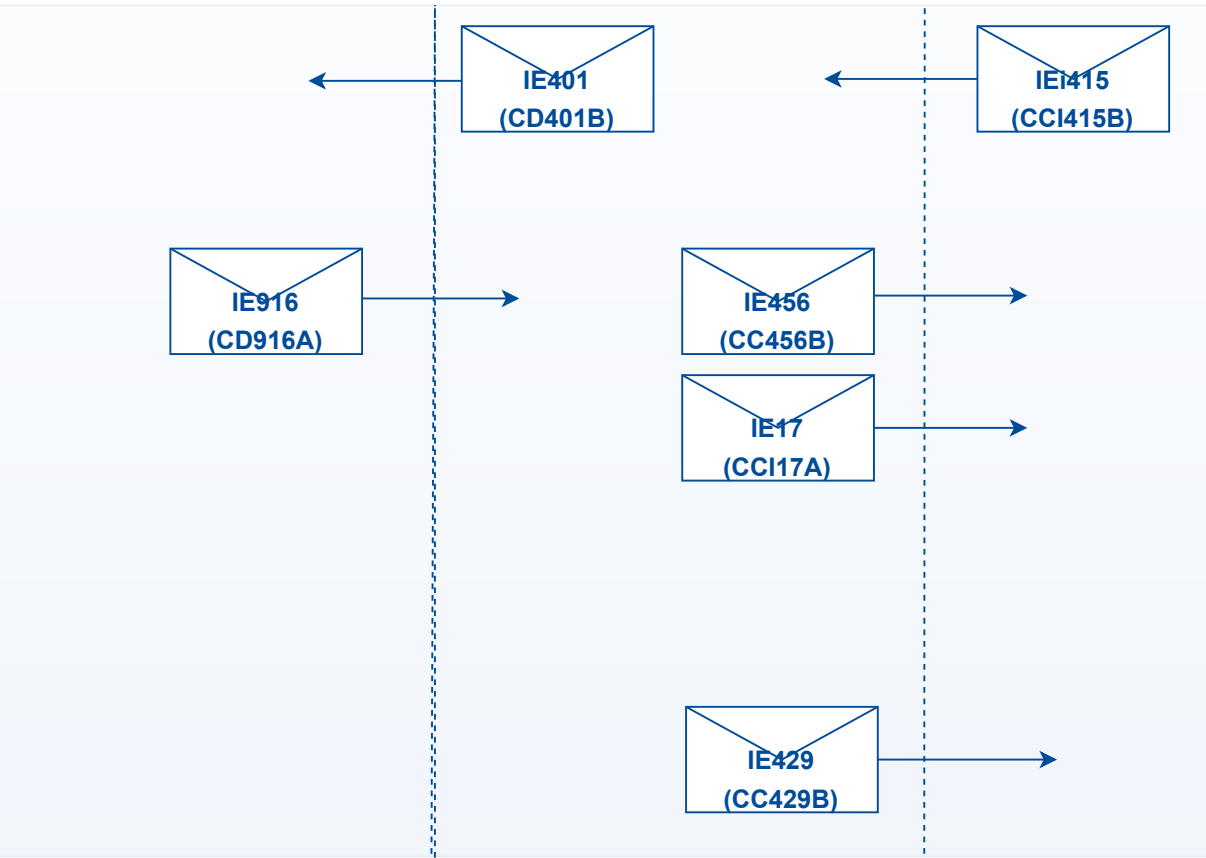 IE401
(CD401B)
IEi415
(CCI415B)
IE916
(CD916A)
IE456
(CC456B)
IE17
(CCI17A)
IE429
(CC429B)